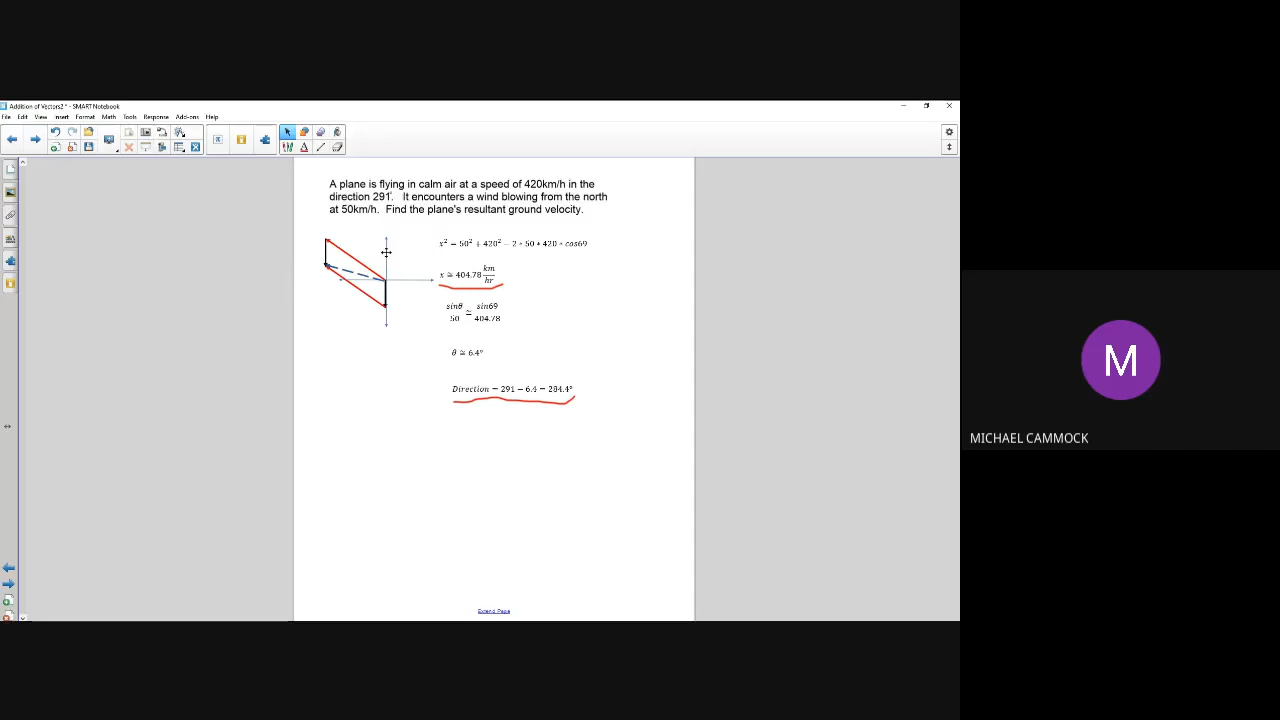 Addition of Vectors2 * - SMART Notebook
File Edit View Insert Format Math Tools Response Add-ons Help
A plane is flying in calm air at a speed of 420km/h in the
direction 291°. It encounters a wind blowing from the north
at 50km/h. Find the plane's resultant ground velocity.
x² = 50² + 420² − 2 * 50 * 420 * cos69
x ≅ 404.78 km/hr
sinθ/50 ≅ sin69/404.78
θ ≅ 6.4°
Direction = 291 − 6.4 = 284.4°
Extend Page
M
MICHAEL CAMMOCK